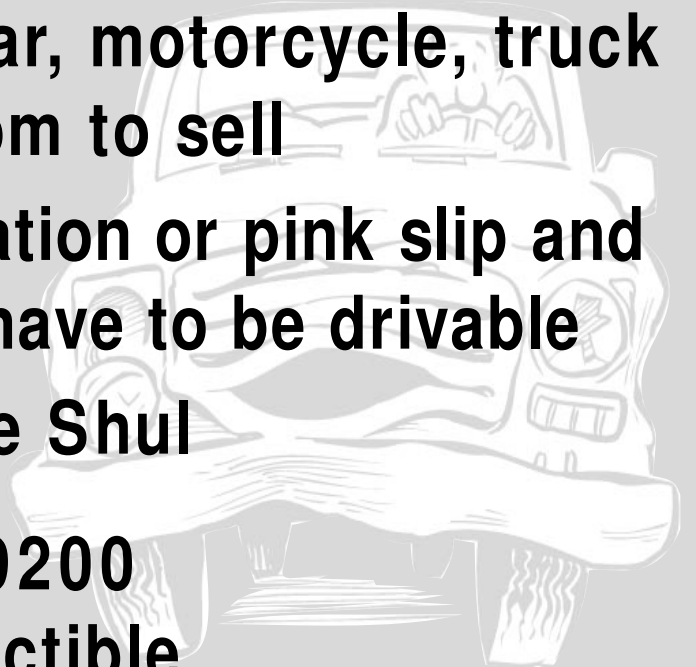 ar, motorcycle, truck
om to sell
ation or pink slip and
have to be drivable
e Shul
0200
ctible